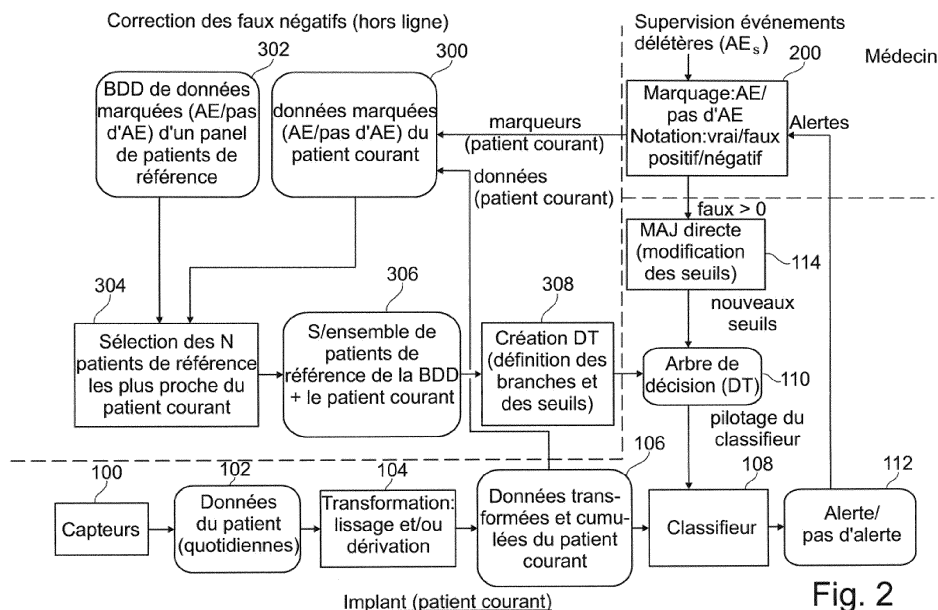 Correction des faux négatifs (hors ligne)
302
300
BDD de données
marquées (AE/pas
d'AE) d'un panel
de patients de
référence
données marquées
(AE/pas d'AE) du
patient courant
marqueurs
(patient courant)
données
(patient courant)
Supervision événements
délétères (AEs)
200
Médecin
Marquage:AE/
pas d'AE
Notation:vrai/faux
positif/négatif
Alertes
faux > 0
MAJ directe
(modification
des seuils)
114
nouveaux
seuils
304
Sélection des N
patients de référence
les plus proche du
patient courant
306
S/ensemble de
patients de
référence de la BDD
+ le patient courant
308
Création DT
(définition des
branches et
des seuils)
Arbre de
décision (DT)
110
pilotage du
classifieur
100
Capteurs
102
Données
du patient
(quotidiennes)
104
Transformation:
lissage et/ou
dérivation
106
Données trans-
formées et cumu-
lées du patient
courant
108
Classifieur
112
Alerte/
pas d'alerte
Implant (patient courant)
Fig. 2